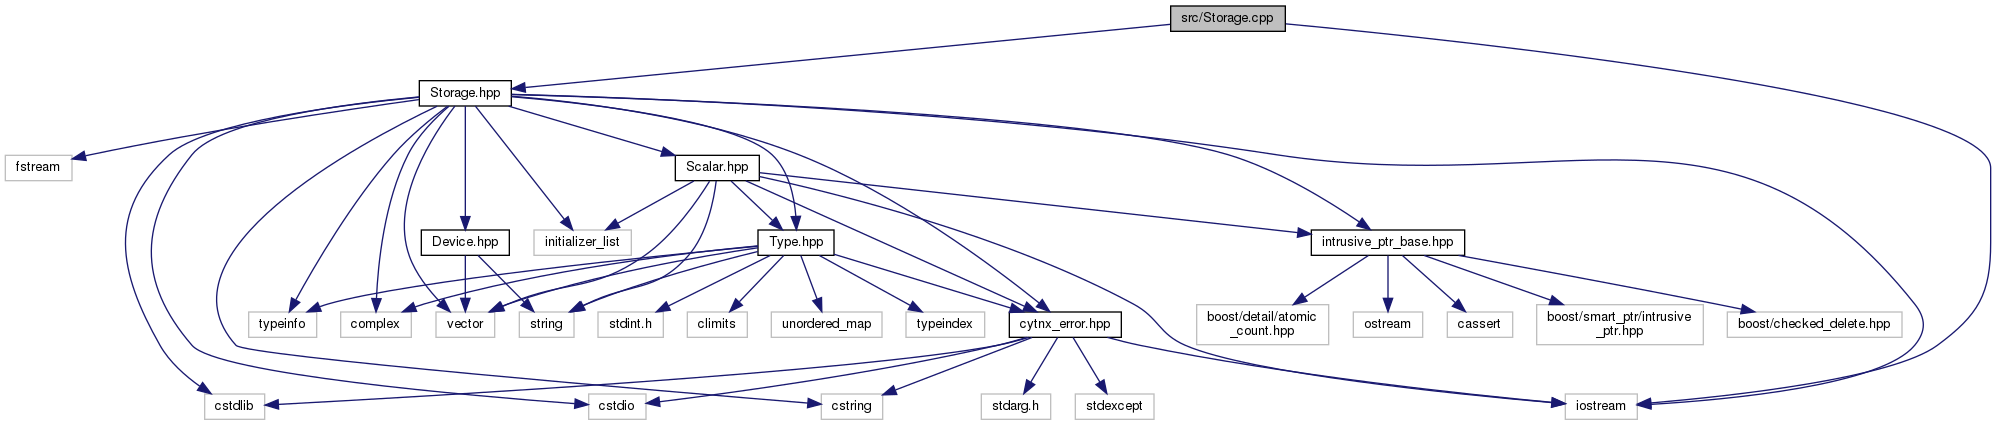 src/Storage.cpp
Storage.hpp
fstream
Scalar.hpp
Device.hpp
initializer_list
Type.hpp
intrusive_ptr_base.hpp
typeinfo
complex
vector
string
stdint.h
climits
unordered_map
typeindex
cytnx_error.hpp
boost/detail/atomic
_count.hpp
ostream
cassert
boost/smart_ptr/intrusive
_ptr.hpp
boost/checked_delete.hpp
cstdlib
cstdio
cstring
stdarg.h
stdexcept
iostream